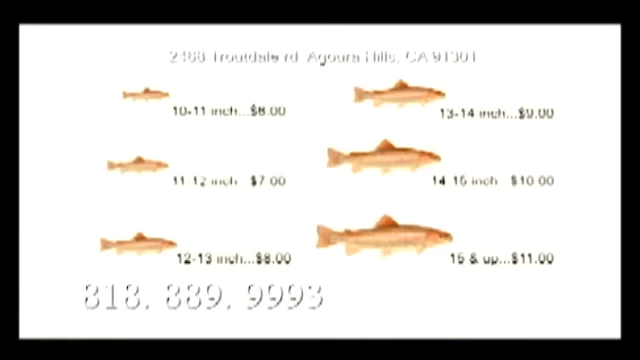 Troutdale rd. Agoura Hills, CA 91301
10-11 inch...$6.00
13-14 inch...$9.00
11-12 inch...$7.00
14-15 inch...$10.00
12-13 inch...$8.00
15 & up...$11.00
818. 889. 9993